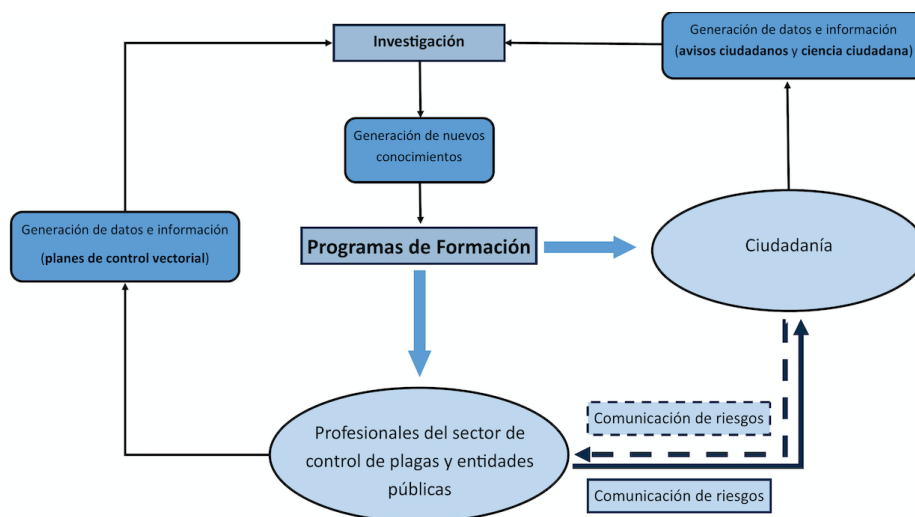 Investigación
Generación de datos e información
(avisos ciudadanos y ciencia ciudadana)
Generación de nuevos
conocimientos
Generación de datos e información
(planes de control vectorial)
Programas de Formación
Ciudadanía
Profesionales del sector de
control de plagas y entidades
públicas
Comunicación de riesgos
Comunicación de riesgos